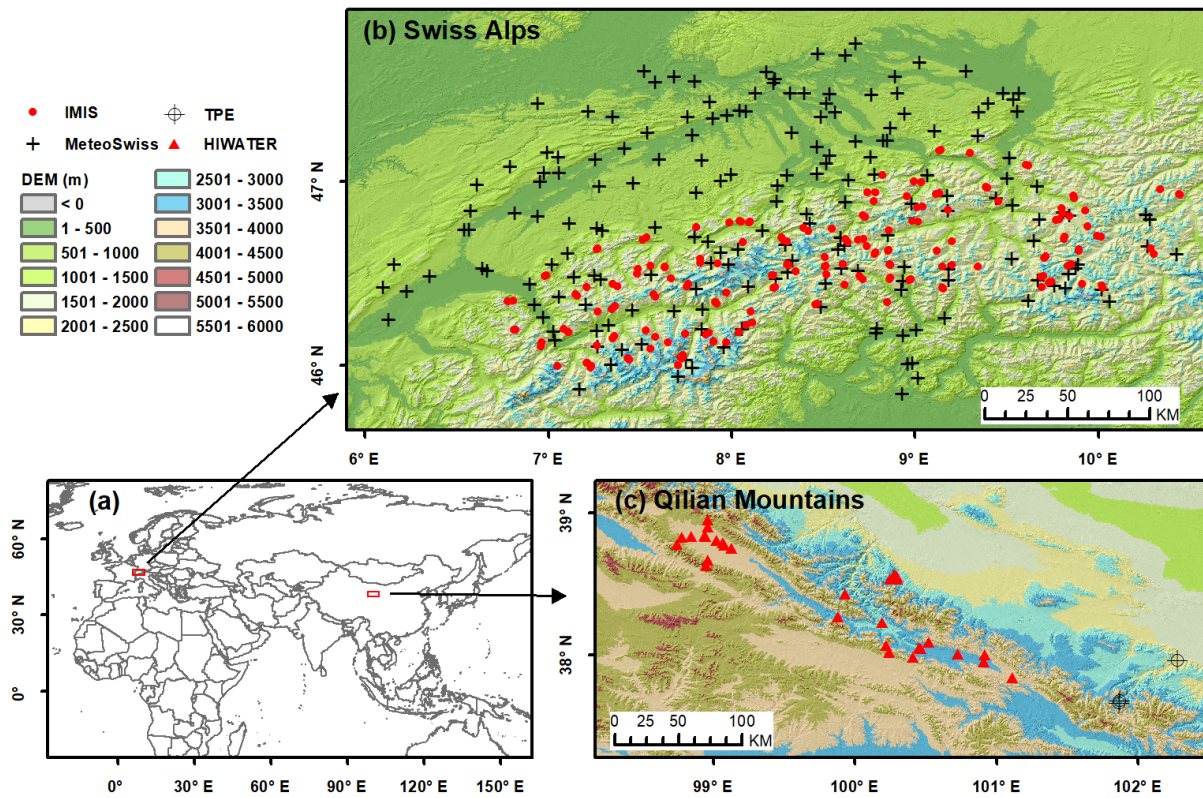 (b) Swiss Alps
IMIS
TPE
MeteoSwiss
HIWATER
DEM (m)
< 0
1 - 500
501 - 1000
1001 - 1500
1501 - 2000
2001 - 2500
2501 - 3000
3001 - 3500
3501 - 4000
4001 - 4500
4501 - 5000
5001 - 5500
5501 - 6000
47° N
46° N
0 25 50 100
KM
6° E 7° E 8° E 9° E 10° E
(a)
60° N
30° N
0° N
0° 30° E 60° E 90° E 120° E 150° E
(c) Qilian Mountains
39° N
38° N
0 25 50 100
KM
99° E 100° E 101° E 102° E